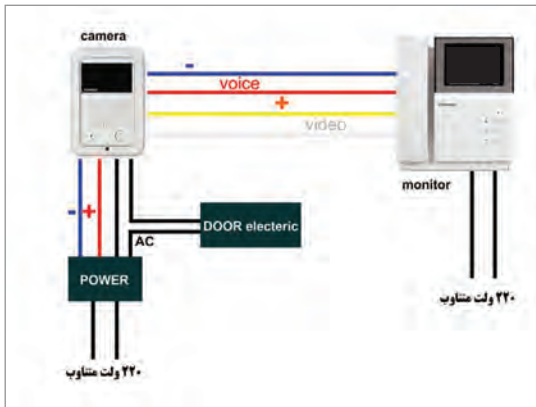 camera
-
voice
+
video
monitor
- +
AC
DOOR electeric
POWER
۲۲۰ ولت متناوب
۲۲۰ ولت متناوب